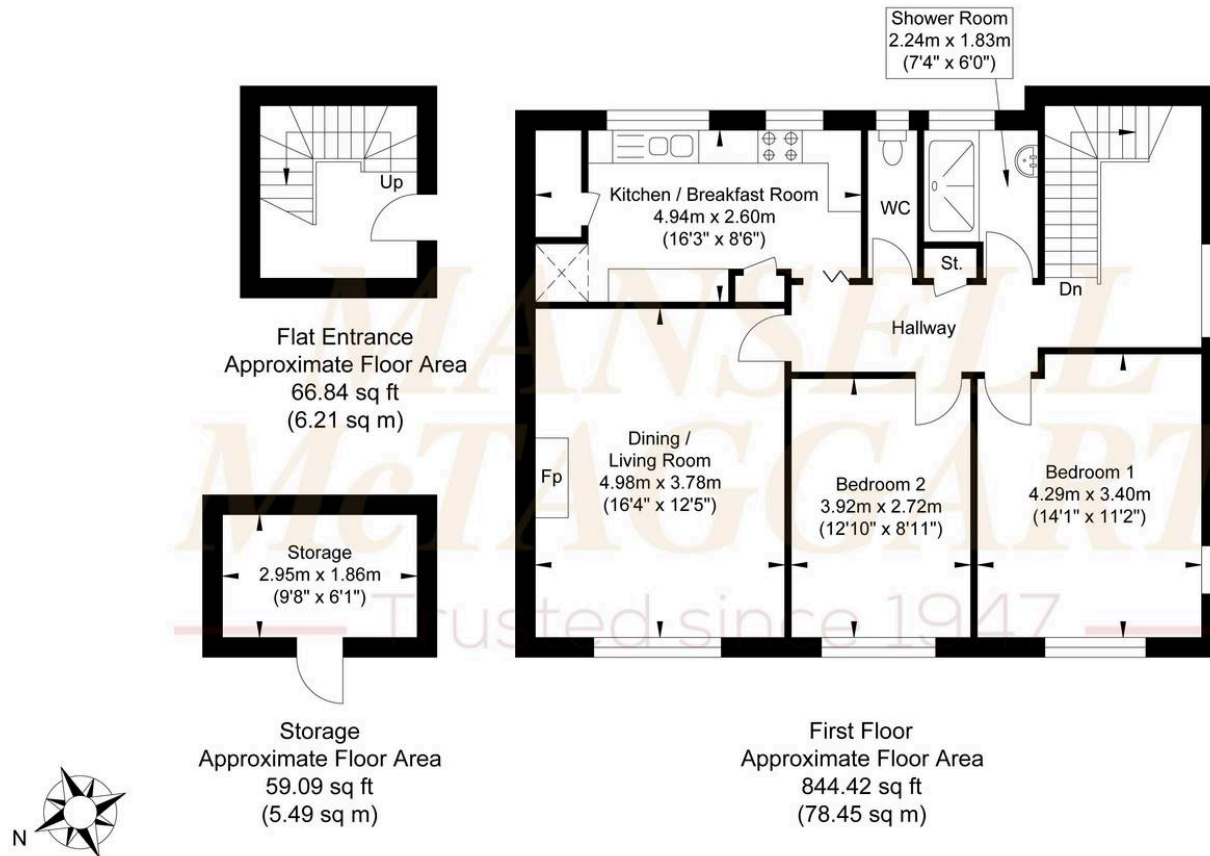 Shower Room
2.24m x 1.83m
(7'4" x 6'0")
Up
Flat Entrance
Approximate Floor Area
66.84 sq ft
(6.21 sq m)
Kitchen / Breakfast Room
4.94m x 2.60m
(16'3" x 8'6")
WC
St.
Dn
Hallway
Dining /
Living Room
4.98m x 3.78m
(16'4" x 12'5")
Fp
Bedroom 2
3.92m x 2.72m
(12'10" x 8'11")
Bedroom 1
4.29m x 3.40m
(14'1" x 11'2")
Storage
2.95m x 1.86m
(9'8" x 6'1")
MANSELL
McTAGGART
Trusted since 1947
Storage
Approximate Floor Area
59.09 sq ft
(5.49 sq m)
First Floor
Approximate Floor Area
844.42 sq ft
(78.45 sq m)
N